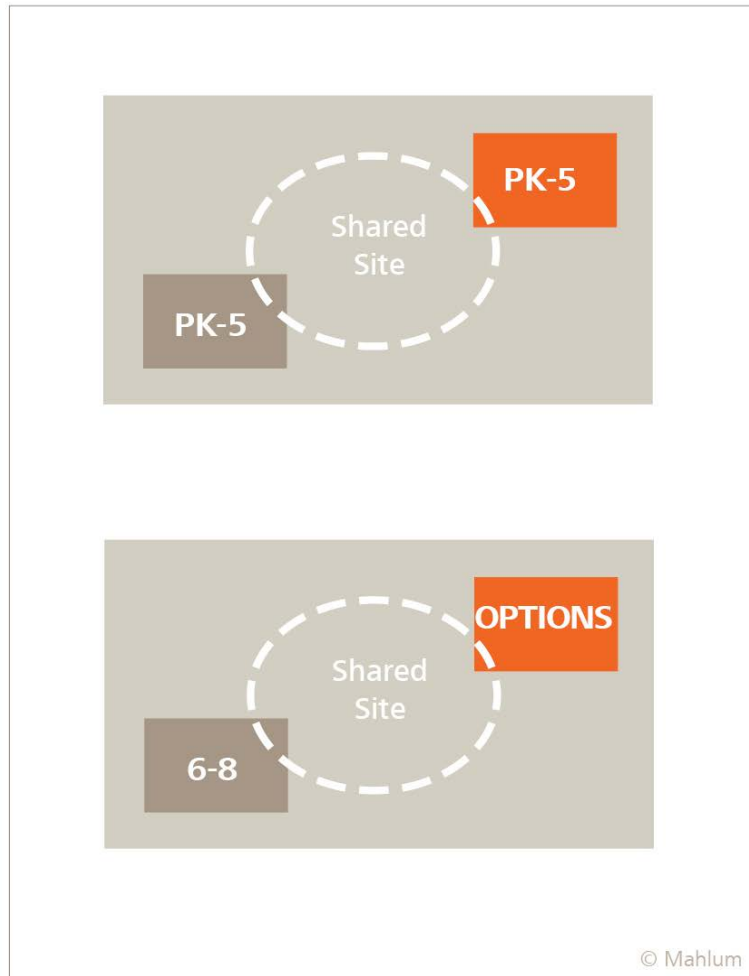 PK-5
Shared
Site
PK-5
OPTIONS
Shared
Site
6-8
© Mahlum